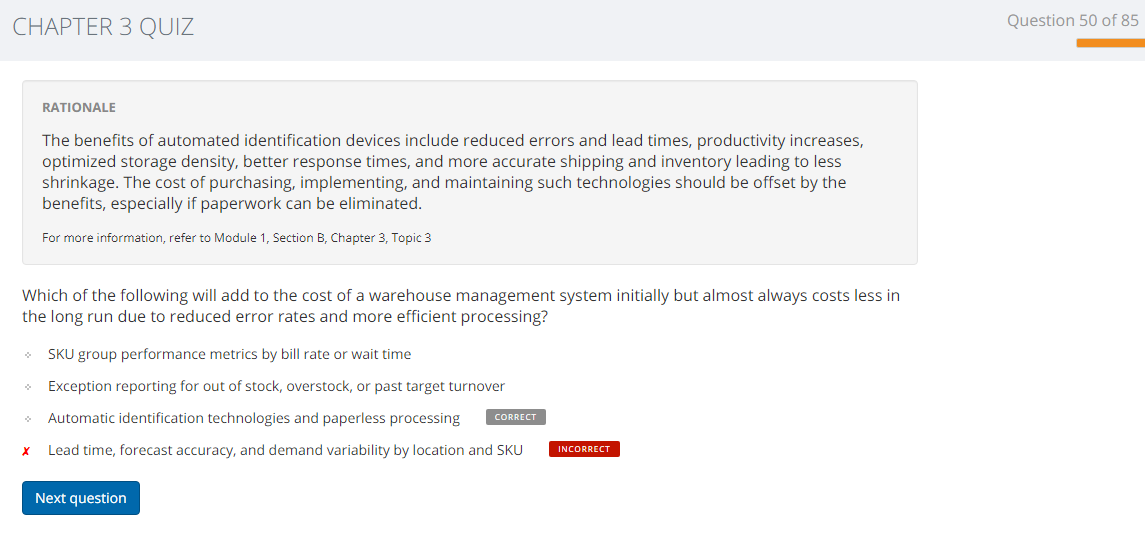 CHAPTER 3 QUIZ
Question 50 of 85
RATIONALE
The benefits of automated identification devices include reduced errors and lead times, productivity increases,
optimized storage density, better response times, and more accurate shipping and inventory leading to less
shrinkage. The cost of purchasing, implementing, and maintaining such technologies should be offset by the
benefits, especially if paperwork can be eliminated.
For more information, refer to Module 1, Section B, Chapter 3, Topic 3
Which of the following will add to the cost of a warehouse management system initially but almost always costs less in
the long run due to reduced error rates and more efficient processing?
SKU group performance metrics by bill rate or wait time
Exception reporting for out of stock, overstock, or past target turnover
Automatic identification technologies and paperless processing CORRECT
✗ Lead time, forecast accuracy, and demand variability by location and SKU INCORRECT
Next question